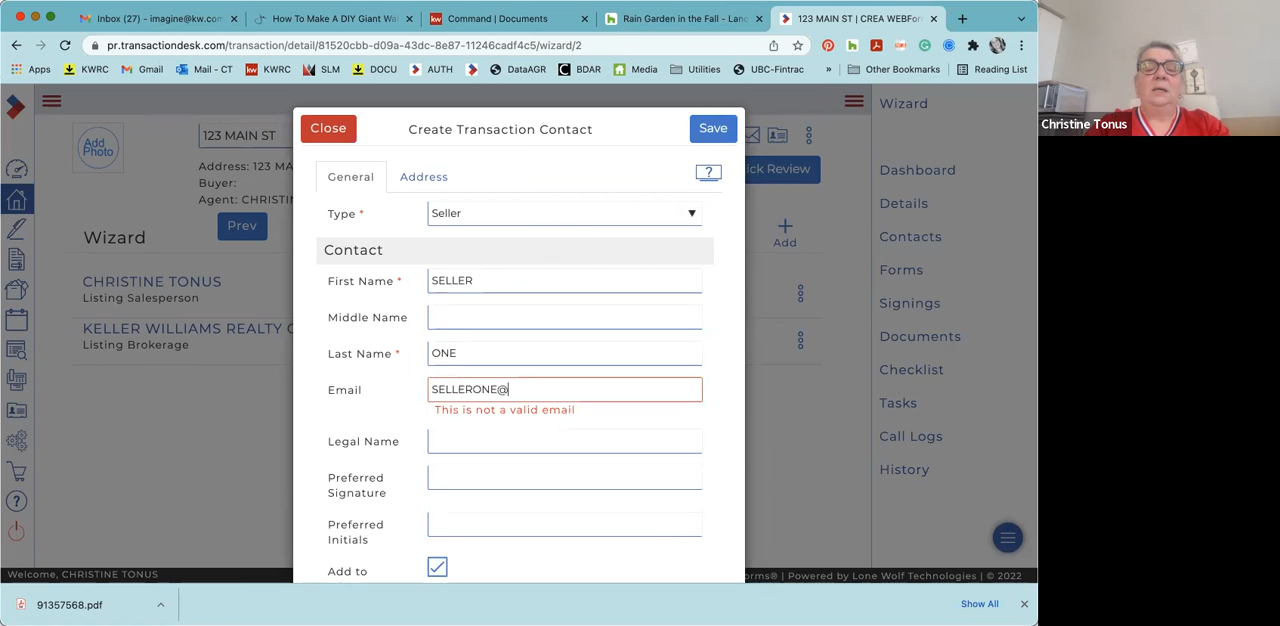 Inbox (27) - imagine@kw.com
How To Make A DIY Giant Wa
kw Command | Documents
Rain Garden in the Fall - Lanc
123 MAIN ST | CREA WEBFor
pr.transactiondesk.com/transaction/detail/81520cbb-d09a-43dc-8e87-11246cadf4c5/wizard/2
Apps KWRC Gmail Mail - CT kw KWRC SLM DOCU AUTH DataAGR BDAR Media Utilities UBC-Fintrac » Other Bookmarks Reading List
Add Photo
123 MAIN ST
Address: 123 MA
Buyer:
Agent: CHRISTIN
ick Review
Wizard
Prev
Add
CHRISTINE TONUS
Listing Salesperson
KELLER WILLIAMS REALTY C
Listing Brokerage
Close
Create Transaction Contact
Save
General
Address
?
Type *
Seller
Contact
First Name *
SELLER
Middle Name
Last Name *
ONE
Email
SELLERONE@
This is not a valid email
Legal Name
Preferred
Signature
Preferred
Initials
Add to
Wizard
Dashboard
Details
Contacts
Forms
Signings
Documents
Checklist
Tasks
Call Logs
History
Welcome, CHRISTINE TONUS
orms® | Powered by Lone Wolf Technologies | © 2022
91357568.pdf
Show All
Christine Tonus